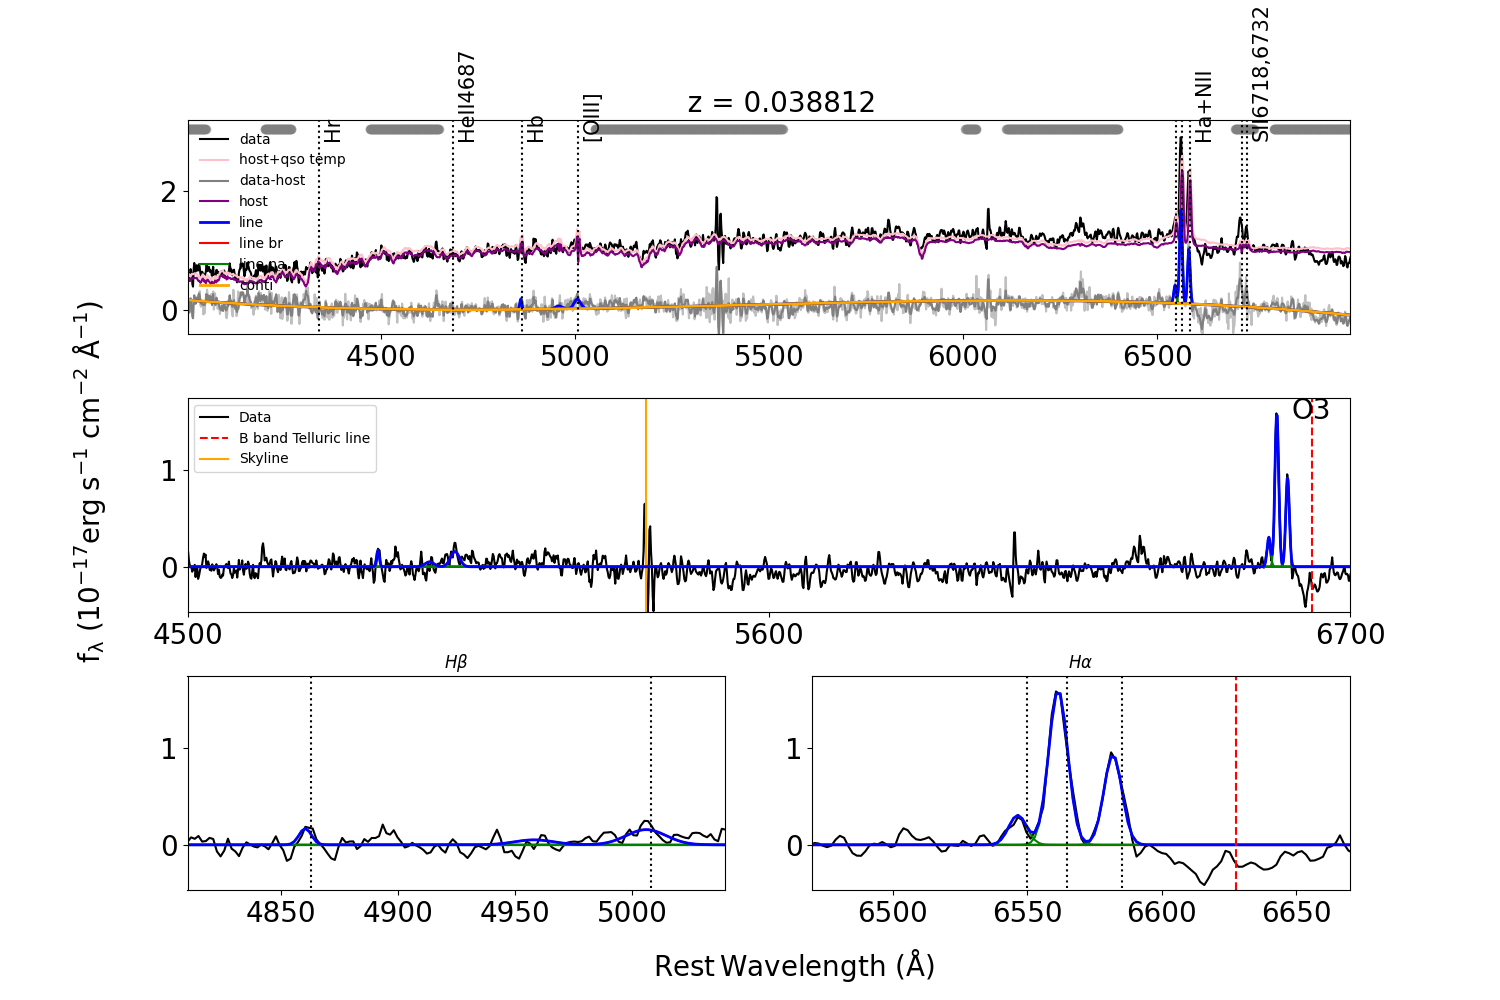 z = 0.038812
Hr
HeII4687
Hb
[OIII]
Ha+NII
SII6718,6732
data
host+qso temp
data-host
host
line
line br
line na
conti
2
0
4500 5000 5500 6000 6500
fλ (10−17erg s−1 cm−2 Å−1)
Data
B band Telluric line
Skyline
O3
1
0
4500 5600 6700
Hβ
1
0
4850 4900 4950 5000
Hα
1
0
6500 6550 6600 6650
Rest Wavelength (Å)